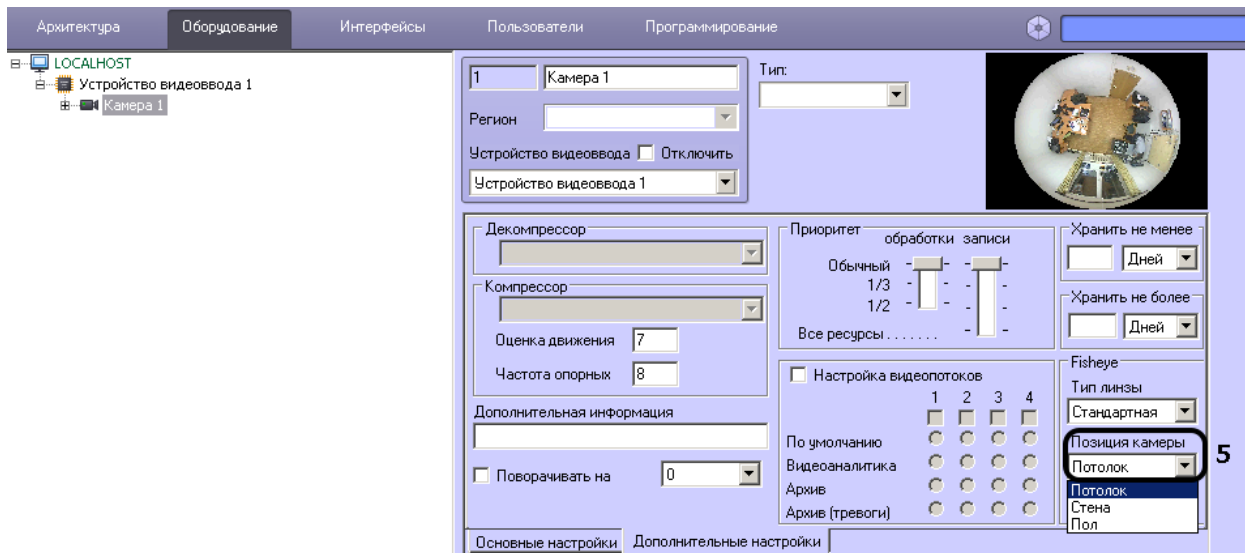 Архитектура Оборудование Интерфейсы Пользователи Программирование
LOCALHOST
Устройство видеоввода 1
Камера 1
1 Камера 1
Тип:
Регион
Устройство видеоввода Отключить
Устройство видеоввода 1
Декомпрессор
Компрессор
Оценка движения 7
Частота опорных 8
Дополнительная информация
Поворачивать на 0
Приоритет
обработки записи
Обычный
1/3
1/2
Все ресурсы . . . . . . .
Настройка видеопотоков
1 2 3 4
По умолчанию
Видеоаналитика
Архив
Архив (тревоги)
Хранить не менее
Дней
Хранить не более
Дней
Fisheye
Тип линзы
Стандартная
Позиция камеры
Потолок
5
Потолок
Стена
Пол
Основные настройки Дополнительные настройки